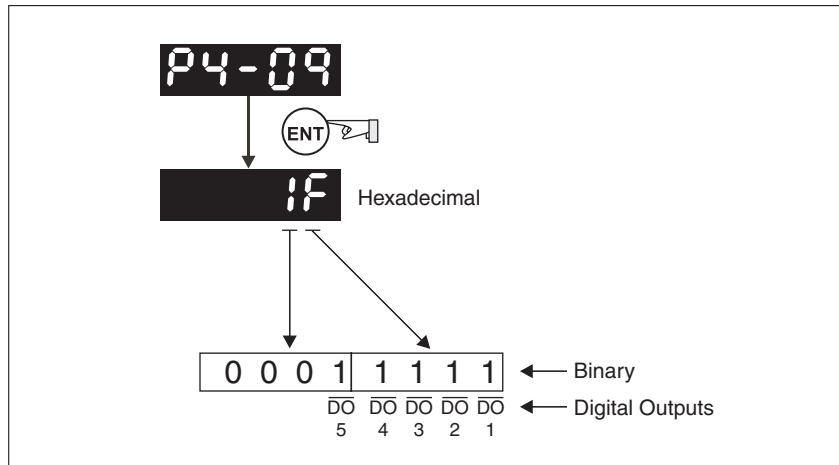 P4-09
ENT
1F Hexadecimal
0 0 0 1 1 1 1 1 Binary
DO DO DO DO DO Digital Outputs
5 4 3 2 1